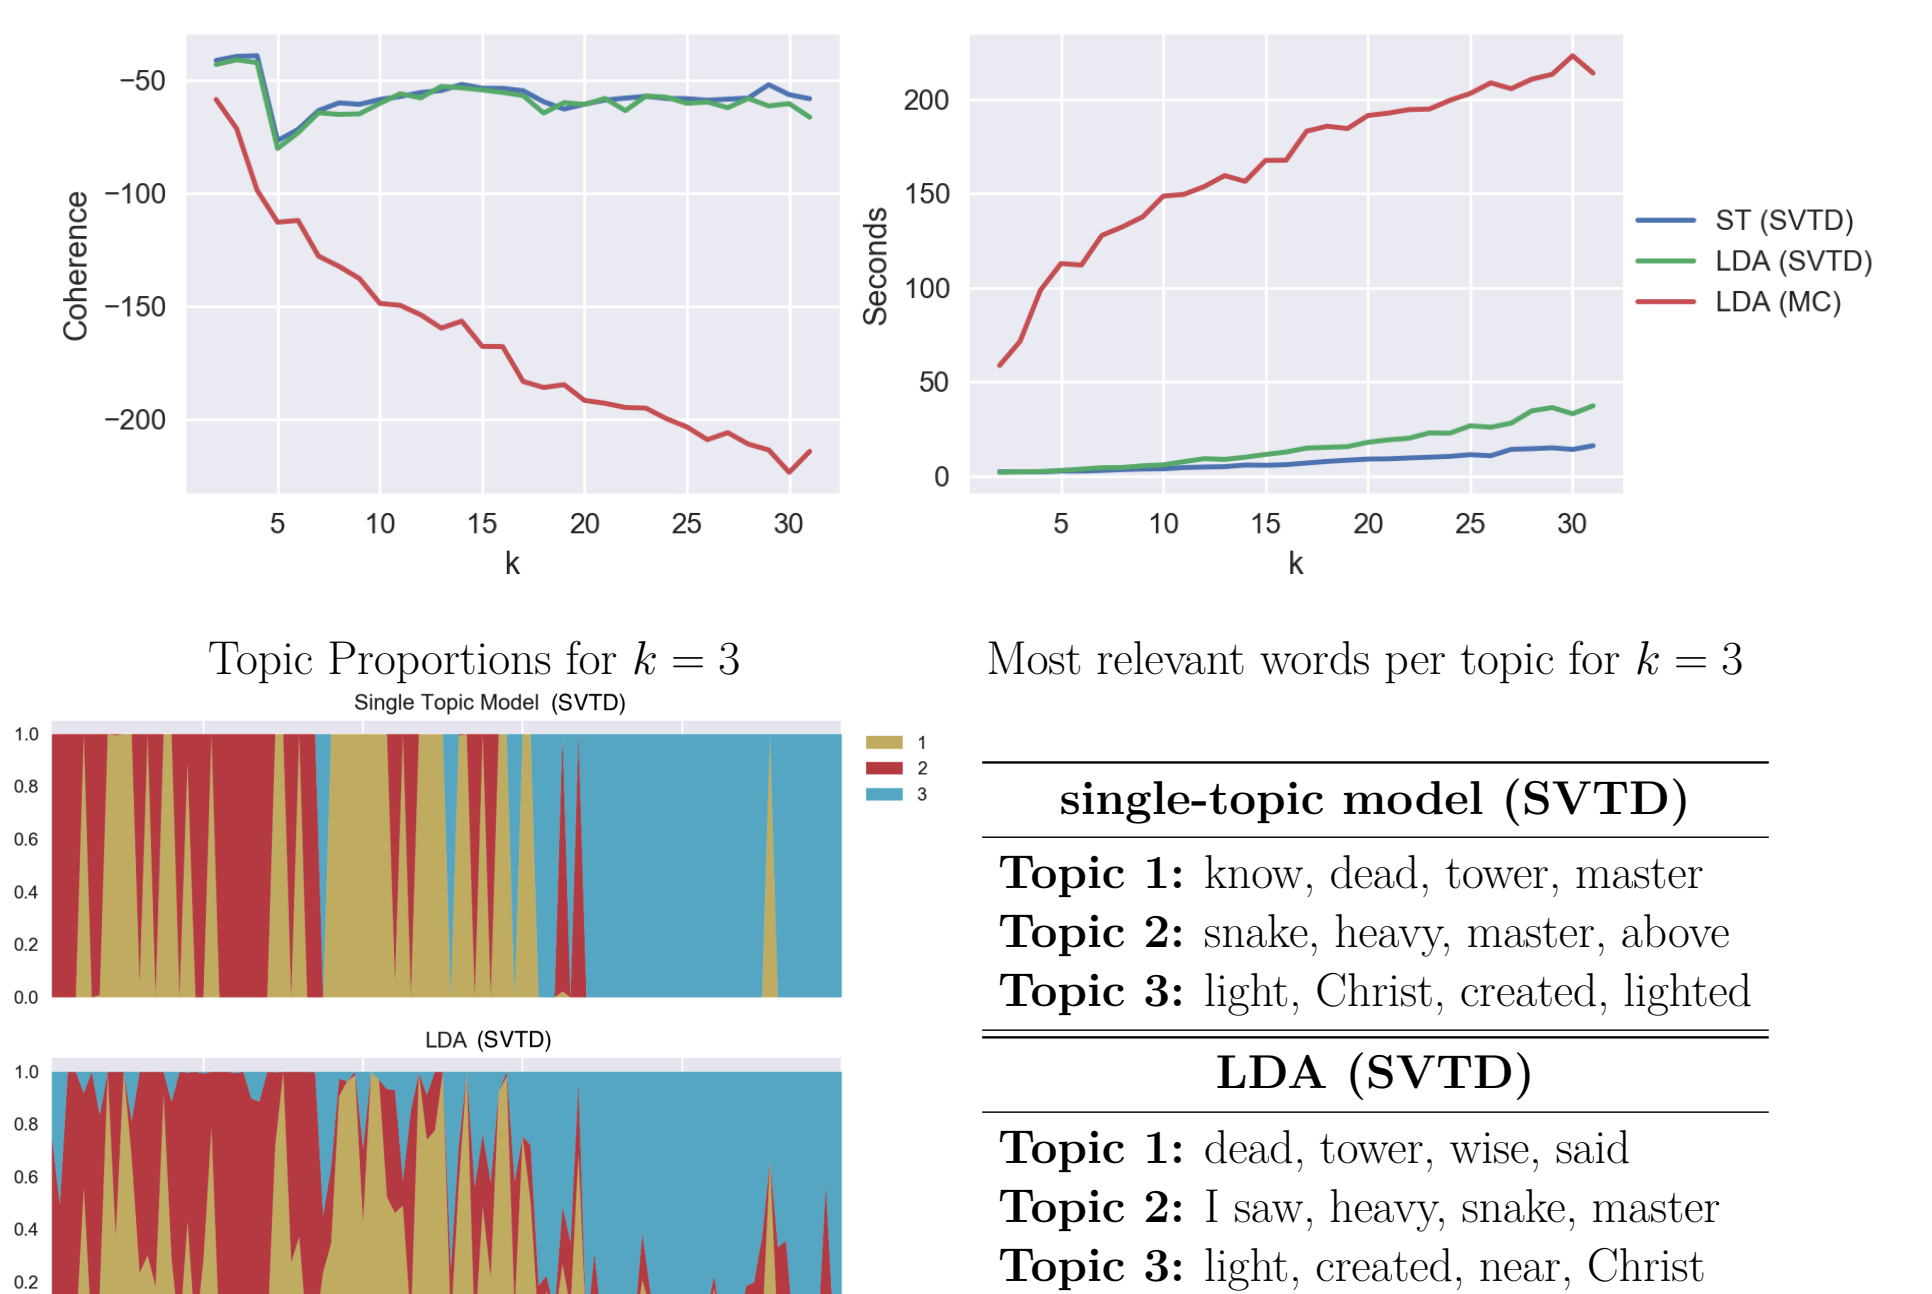 −50
−100
−150
−200
Coherence
5 10 15 20 25 30
k
200
150
100
50
0
Seconds
5 10 15 20 25 30
k
ST (SVTD)
LDA (SVTD)
LDA (MC)
Topic Proportions for k = 3
Single Topic Model (SVTD)
1.0
0.8
0.6
0.4
0.2
0.0
1
2
3
LDA (SVTD)
1.0
0.8
0.6
0.4
0.2
Most relevant words per topic for k = 3
single-topic model (SVTD)
Topic 1: know, dead, tower, master
Topic 2: snake, heavy, master, above
Topic 3: light, Christ, created, lighted
LDA (SVTD)
Topic 1: dead, tower, wise, said
Topic 2: I saw, heavy, snake, master
Topic 3: light, created, near, Christ